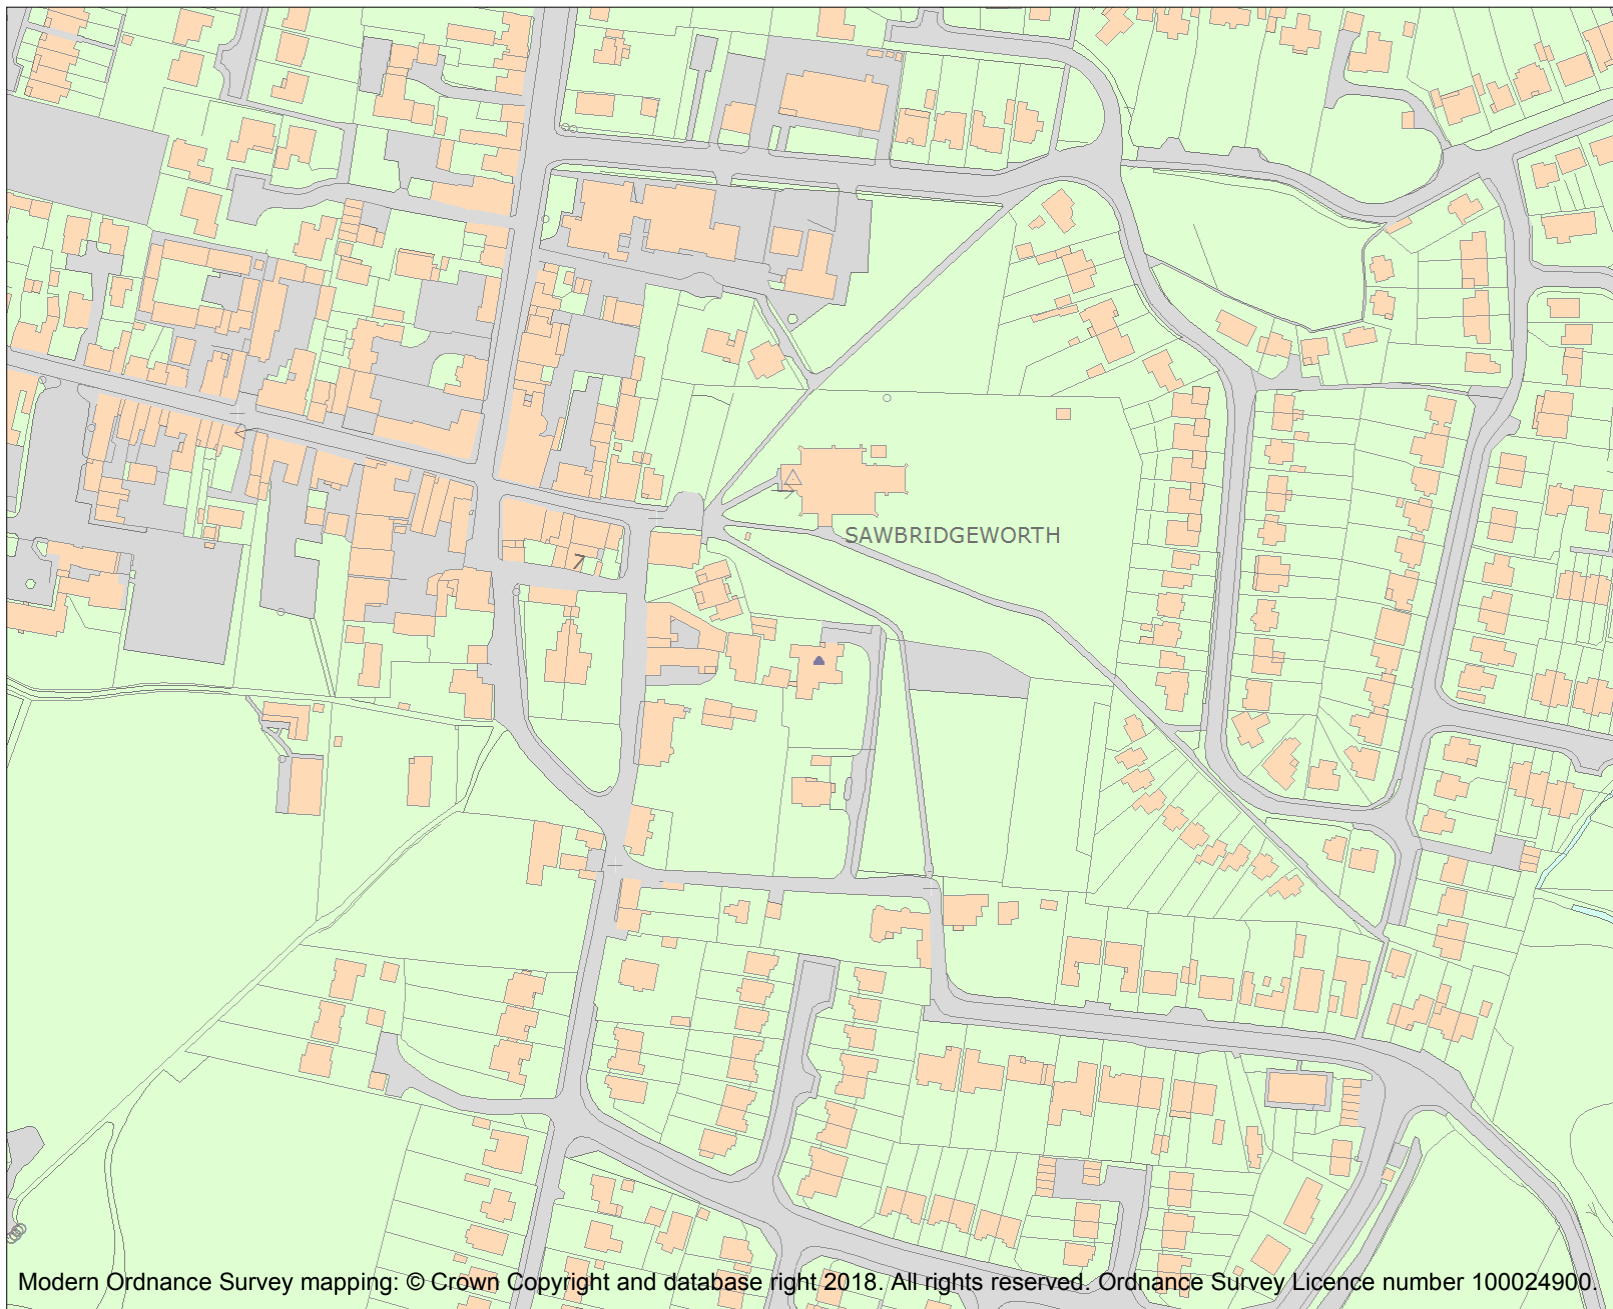 SAWBRIDGEWORTH
7
Modern Ordnance Survey mapping: © Crown Copyright and database right 2018. All rights reserved. Ordnance Survey Licence number 100024900.